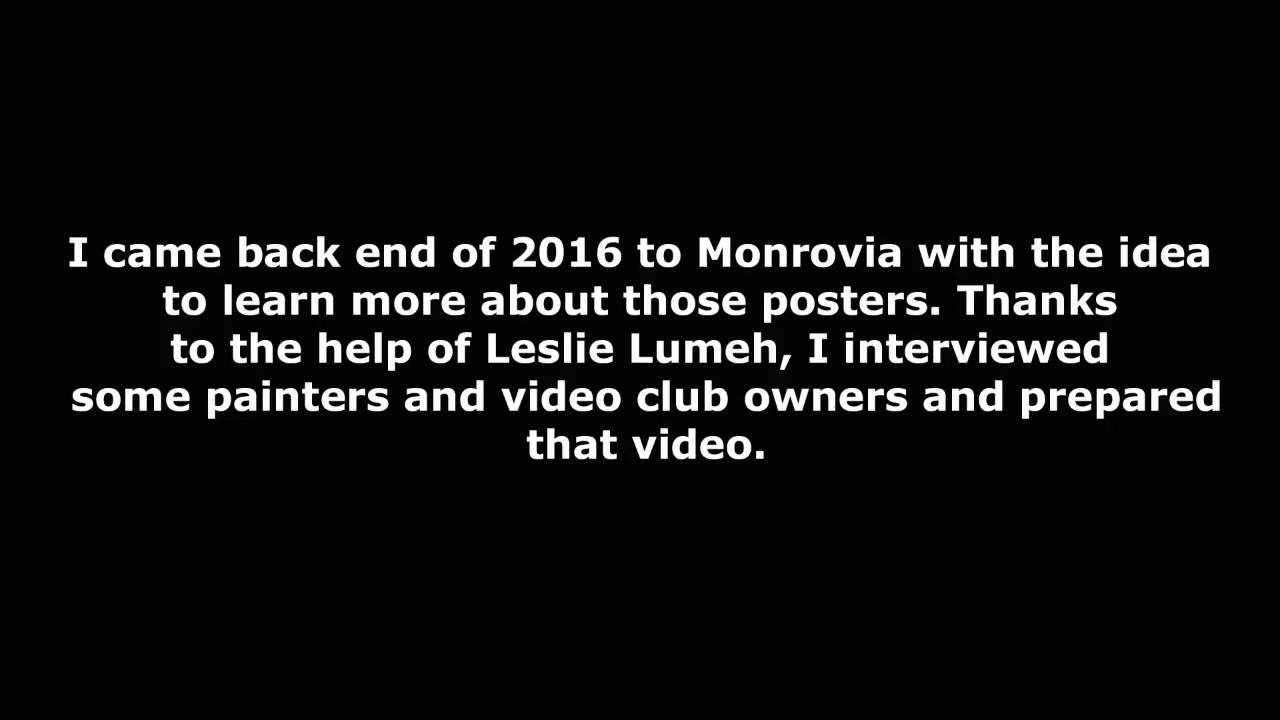 I came back end of 2016 to Monrovia with the idea
to learn more about those posters. Thanks
to the help of Leslie Lumeh, I interviewed
some painters and video club owners and prepared
that video.